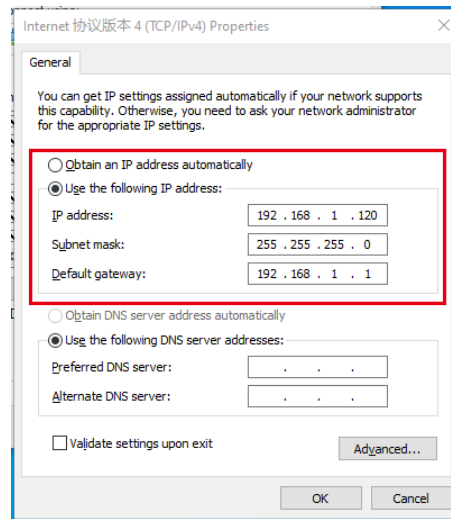 Internet 协议版本 4 (TCP/IPv4) Properties
General
You can get IP settings assigned automatically if your network supports
this capability. Otherwise, you need to ask your network administrator
for the appropriate IP settings.
Obtain an IP address automatically
Use the following IP address:
IP address: 192 . 168 . 1 . 120
Subnet mask: 255 . 255 . 255 . 0
Default gateway: 192 . 168 . 1 . 1
Obtain DNS server address automatically
Use the following DNS server addresses:
Preferred DNS server: . . .
Alternate DNS server: . . .
Validate settings upon exit
Advanced...
OK Cancel